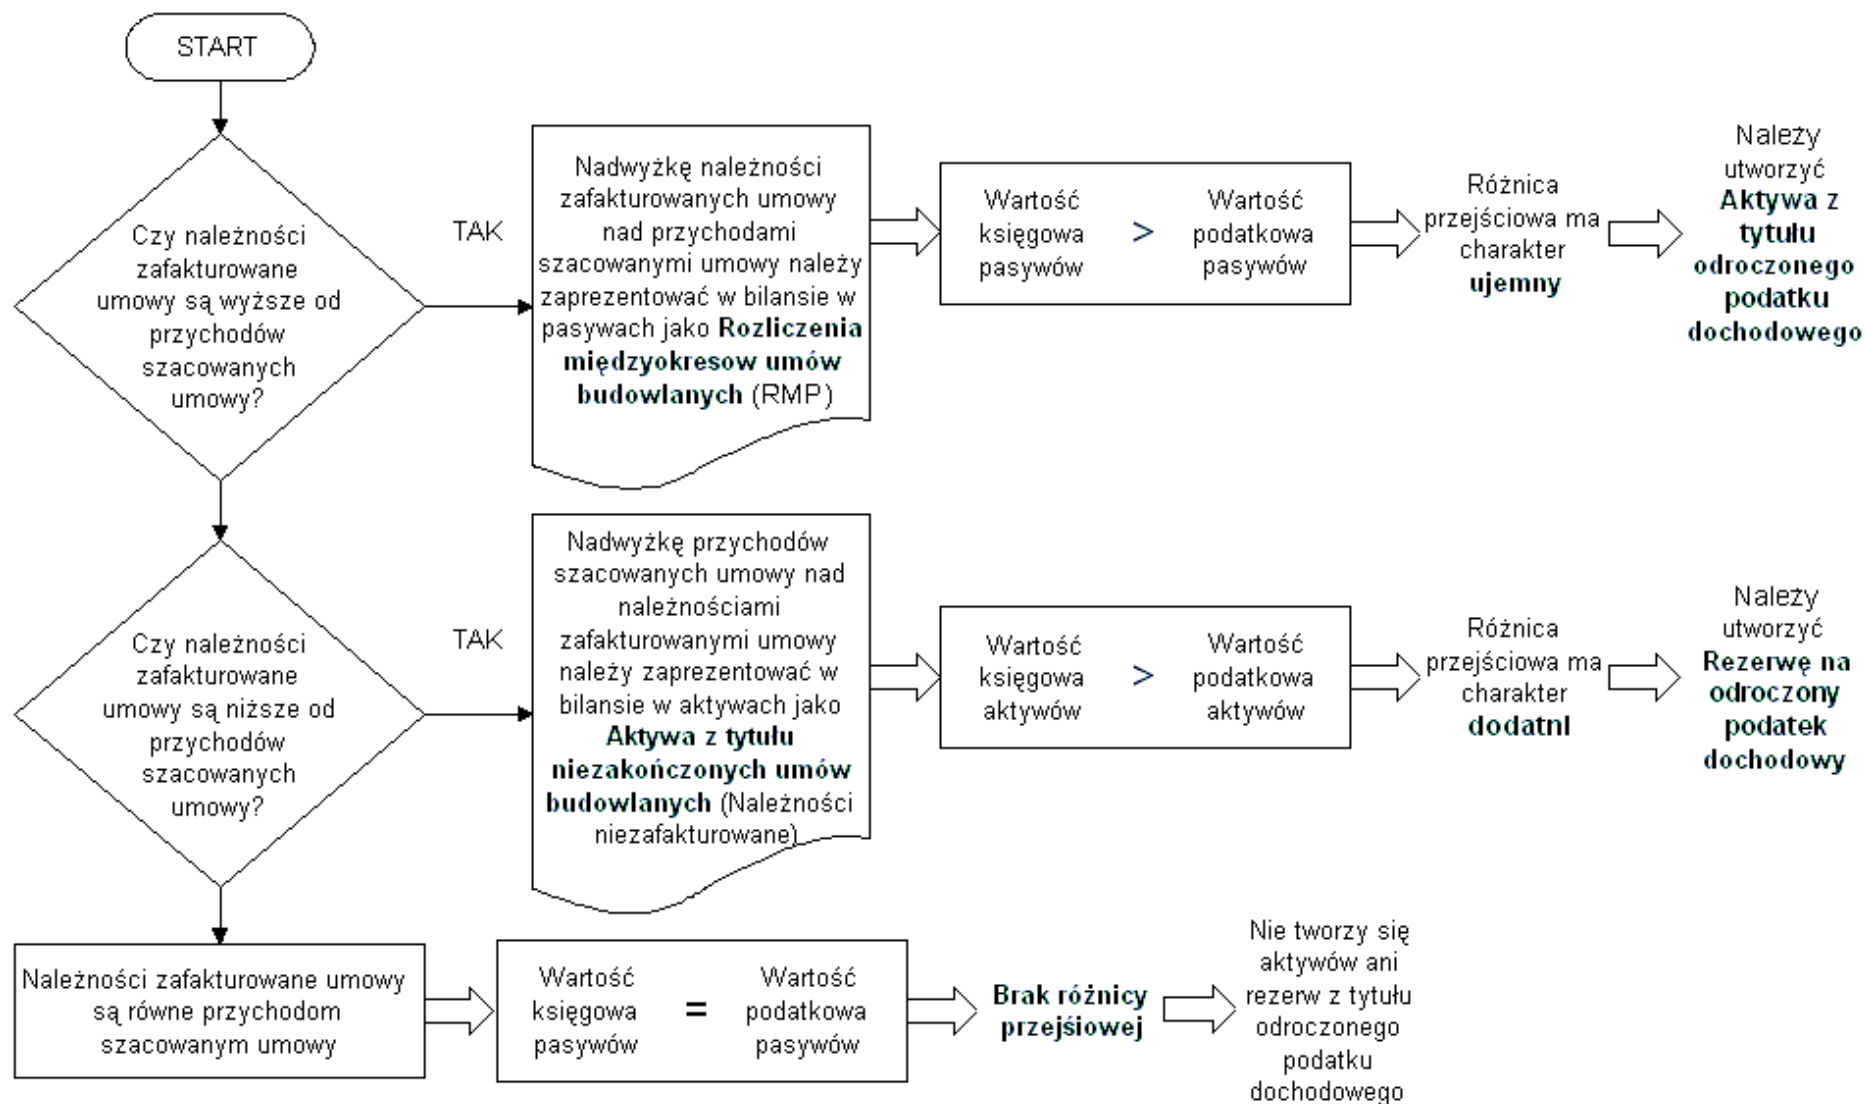 START
Czy należności
zafakturowane
umowy są wyższe od
przychodów
szacowanych
umowy?
TAK
Nadwyżkę należności
zafakturowanych umowy
nad przychodami
szacowanymi umowy należy
zaprezentować w bilansie w
pasywach jako Rozliczenia
międzyokresow umów
budowlanych (RMP)
Wartość
księgowa
pasywów
>
Wartość
podatkowa
pasywów
Różnica
przejściowa ma
charakter
ujemny
Należy
utworzyć
Aktywa z
tytułu
odroczonego
podatku
dochodowego
Czy należności
zafakturowane
umowy są niższe od
przychodów
szacowanych
umowy?
TAK
Nadwyżkę przychodów
szacowanych umowy nad
należnościami
zafakturowanymi umowy
należy zaprezentować w
bilansie w aktywach jako
Aktywa z tytułu
niezakończonych umów
budowlanych (Należności
niezafakturowane)
Wartość
księgowa
aktywów
>
Wartość
podatkowa
aktywów
Różnica
przejściowa ma
charakter
dodatnI
Należy
utworzyć
Rezerwę na
odroczony
podatek
dochodowy
Należności zafakturowane umowy
są równe przychodom
szacowanym umowy
Wartość
księgowa
pasywów
=
Wartość
podatkowa
pasywów
Brak różnicy
przejśiowej
Nie tworzy się
aktywów ani
rezerw z tytułu
odroczonego
podatku
dochodowego